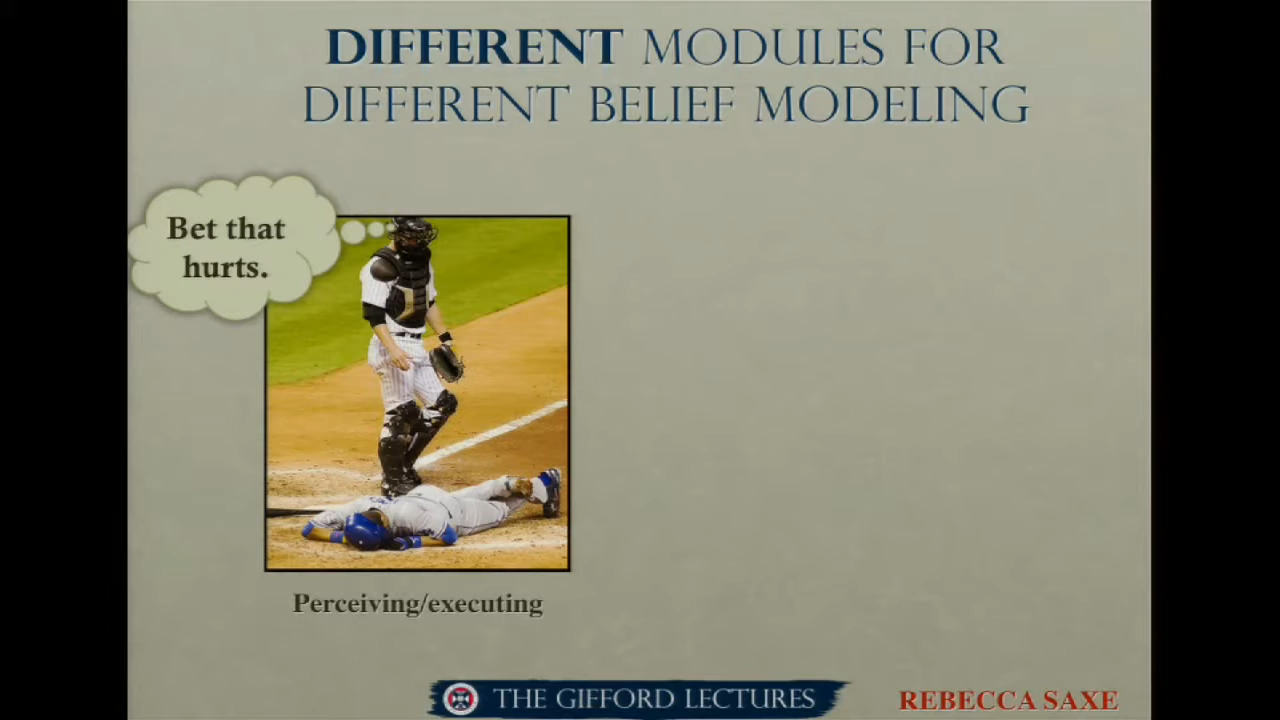 DIFFERENT MODULES FOR
DIFFERENT BELIEF MODELING
Bet that
hurts.
Perceiving/executing
THE GIFFORD LECTURES
REBECCA SAXE